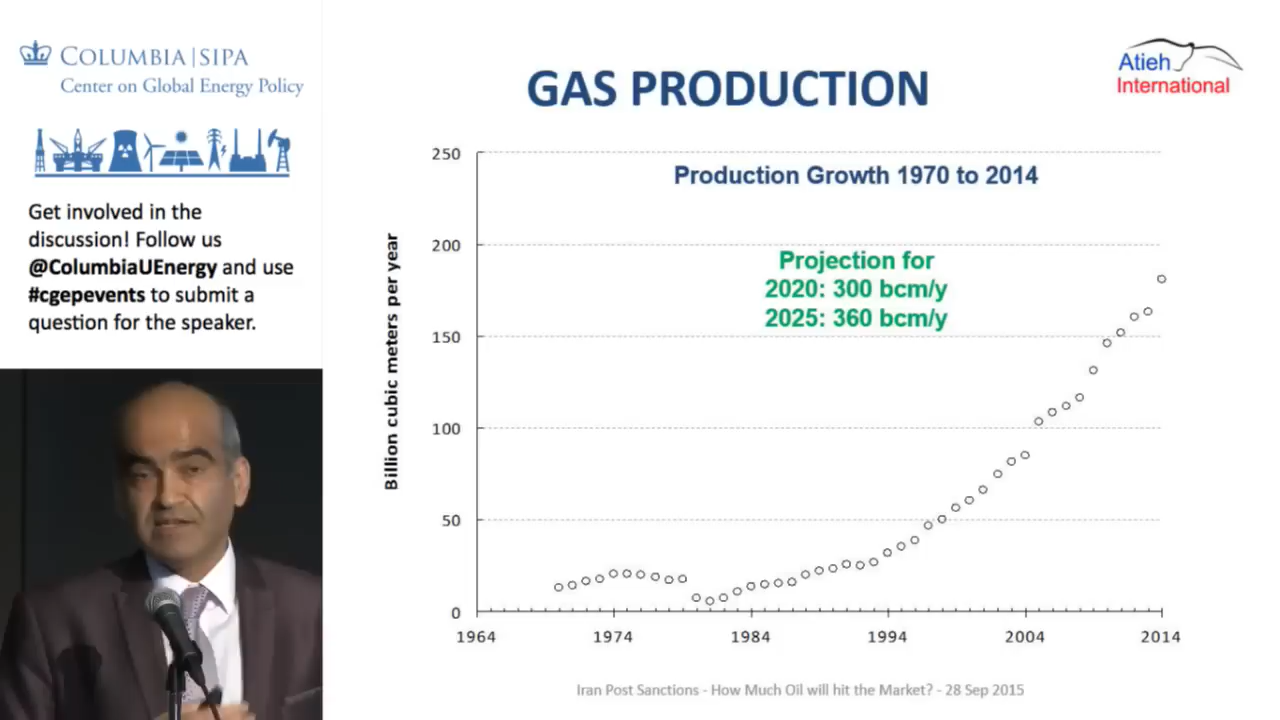 COLUMBIA | SIPA
Center on Global Energy Policy
Get involved in the
discussion! Follow us
@ColumbiaUEnergy and use
#cgepevents to submit a
question for the speaker.
Atieh
International
GAS PRODUCTION
Production Growth 1970 to 2014
Projection for
2020: 300 bcm/y
2025: 360 bcm/y
Billion cubic meters per year
250
200
150
100
50
0
1964 1974 1984 1994 2004 2014
Iran Post Sanctions - How Much Oil will hit the Market? - 28 Sep 2015